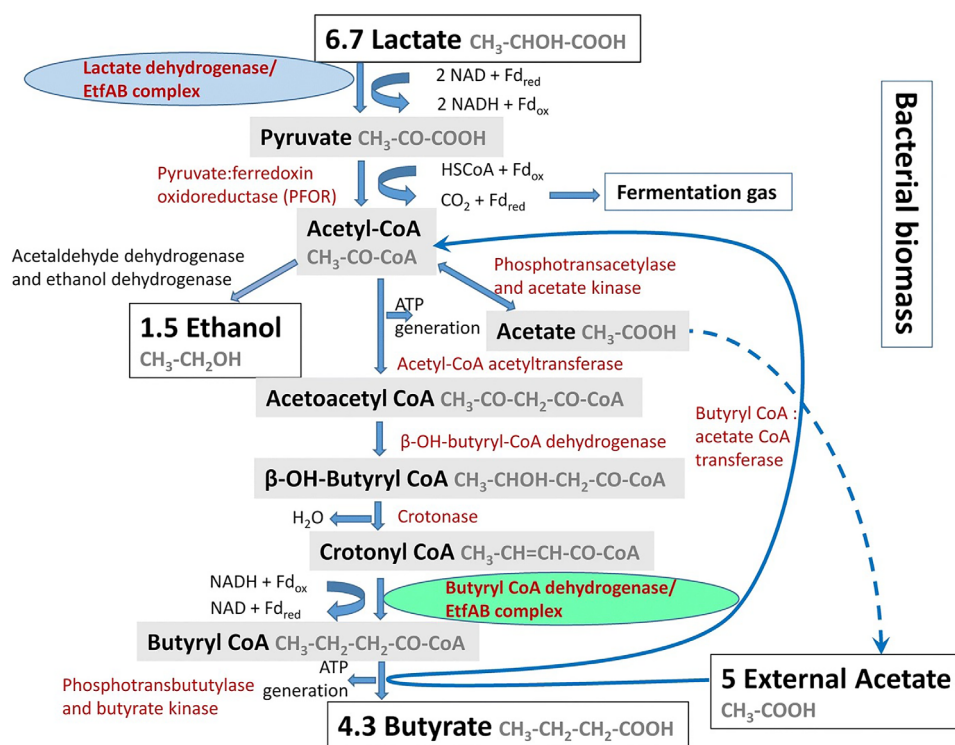 6.7 Lactate CH₃-CHOH-COOH
Lactate dehydrogenase/
EtfAB complex
2 NAD + Fd_red
2 NADH + Fd_ox
Pyruvate CH₃-CO-COOH
Pyruvate:ferredoxin
oxidoreductase (PFOR)
HSCoA + Fd_ox
CO₂ + Fd_red
Fermentation gas
Bacterial biomass
Acetyl-CoA
CH₃-CO-CoA
Acetaldehyde dehydrogenase
and ethanol dehydrogenase
Phosphotransacetylase
and acetate kinase
1.5 Ethanol
CH₃-CH₂OH
ATP
generation
Acetate CH₃-COOH
Acetyl-CoA acetyltransferase
Acetoacetyl CoA CH₃-CO-CH₂-CO-CoA
Butyryl CoA :
acetate CoA
transferase
β-OH-butyryl-CoA dehydrogenase
β-OH-Butyryl CoA CH₃-CHOH-CH₂-CO-CoA
H₂O
Crotonase
Crotonyl CoA CH₃-CH=CH-CO-CoA
NADH + Fd_ox
NAD + Fd_red
Butyryl CoA dehydrogenase/
EtfAB complex
Butyryl CoA CH₃-CH₂-CH₂-CO-CoA
ATP
generation
Phosphotransbututylase
and butyrate kinase
5 External Acetate
CH₃-COOH
4.3 Butyrate CH₃-CH₂-CH₂-COOH